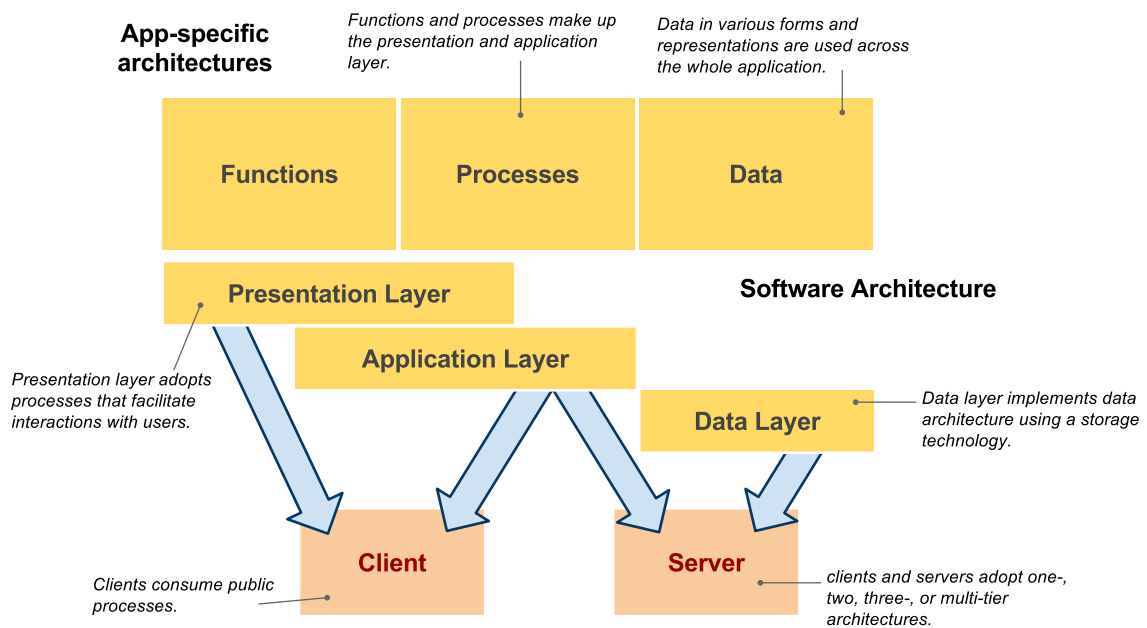 App-specific
architectures
Functions and processes make up
the presentation and application
layer.
Data in various forms and
representations are used across
the whole application.
Functions
Processes
Data
Presentation Layer
Software Architecture
Application Layer
Presentation layer adopts
processes that facilitate
interactions with users.
Data Layer
Data layer implements data
architecture using a storage
technology.
Client
Server
Clients consume public
processes.
clients and servers adopt one-,
two, three-, or multi-tier
architectures.